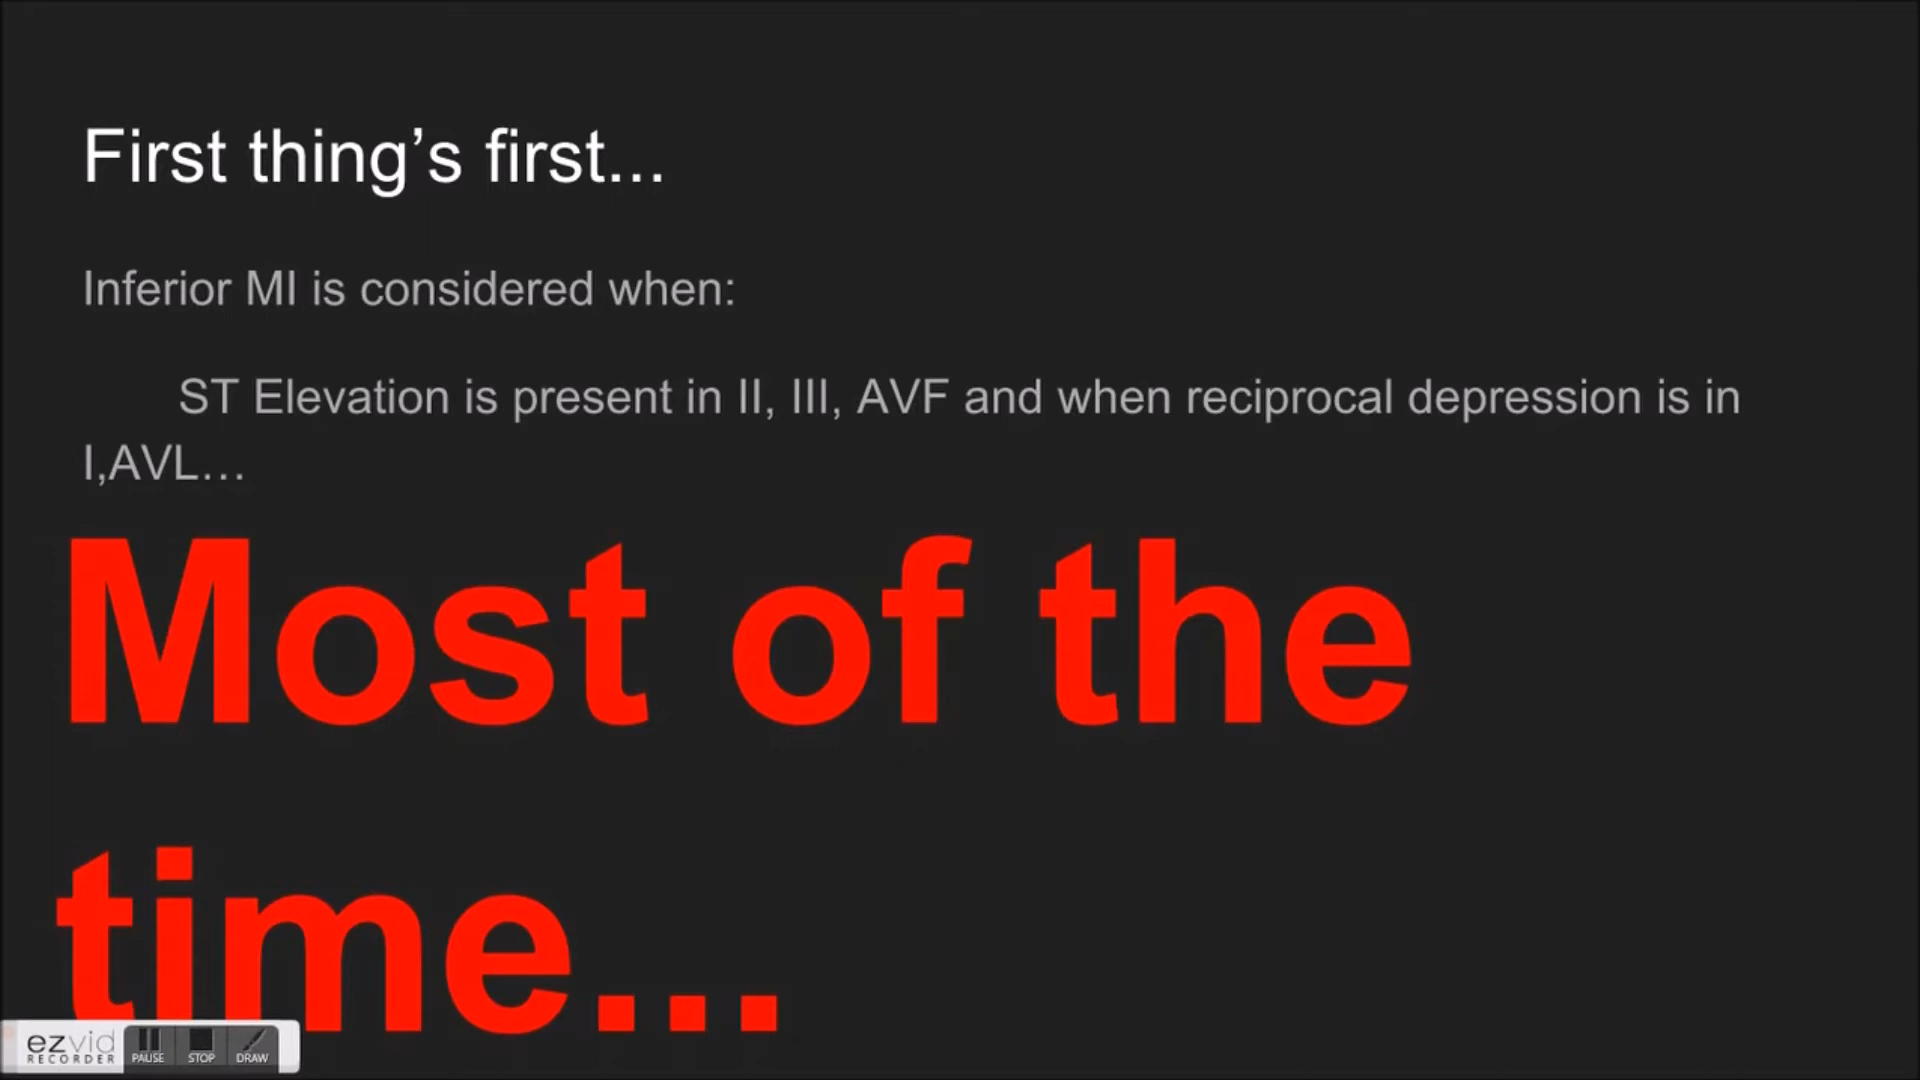 First thing’s first...
Inferior MI is considered when:
ST Elevation is present in II, III, AVF and when reciprocal depression is in
I,AVL…
Most of the
time...
ezvid
RECORDER
PAUSE STOP DRAW